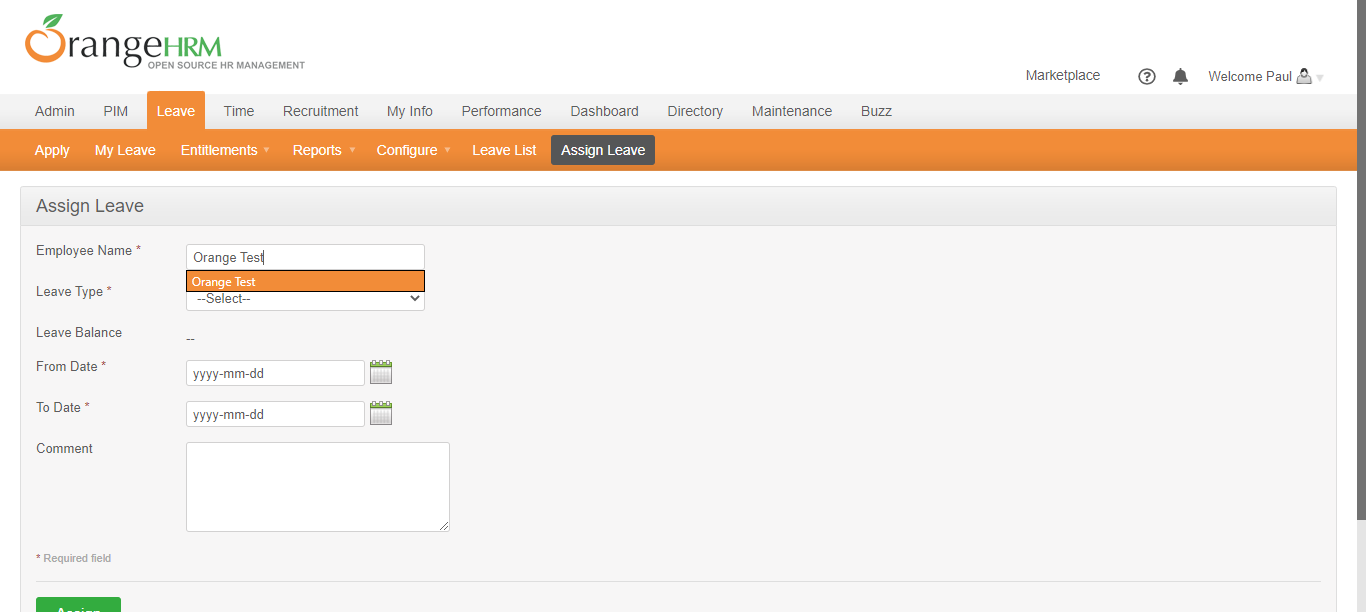 OrangeHRM
OPEN SOURCE HR MANAGEMENT
Marketplace ? Welcome Paul
Admin PIM Leave Time Recruitment My Info Performance Dashboard Directory Maintenance Buzz
Apply My Leave Entitlements Reports Configure Leave List Assign Leave
Assign Leave
Employee Name * Orange Test
Orange Test
Leave Type * --Select--
Leave Balance --
From Date * yyyy-mm-dd
To Date * yyyy-mm-dd
Comment
* Required field
Assign